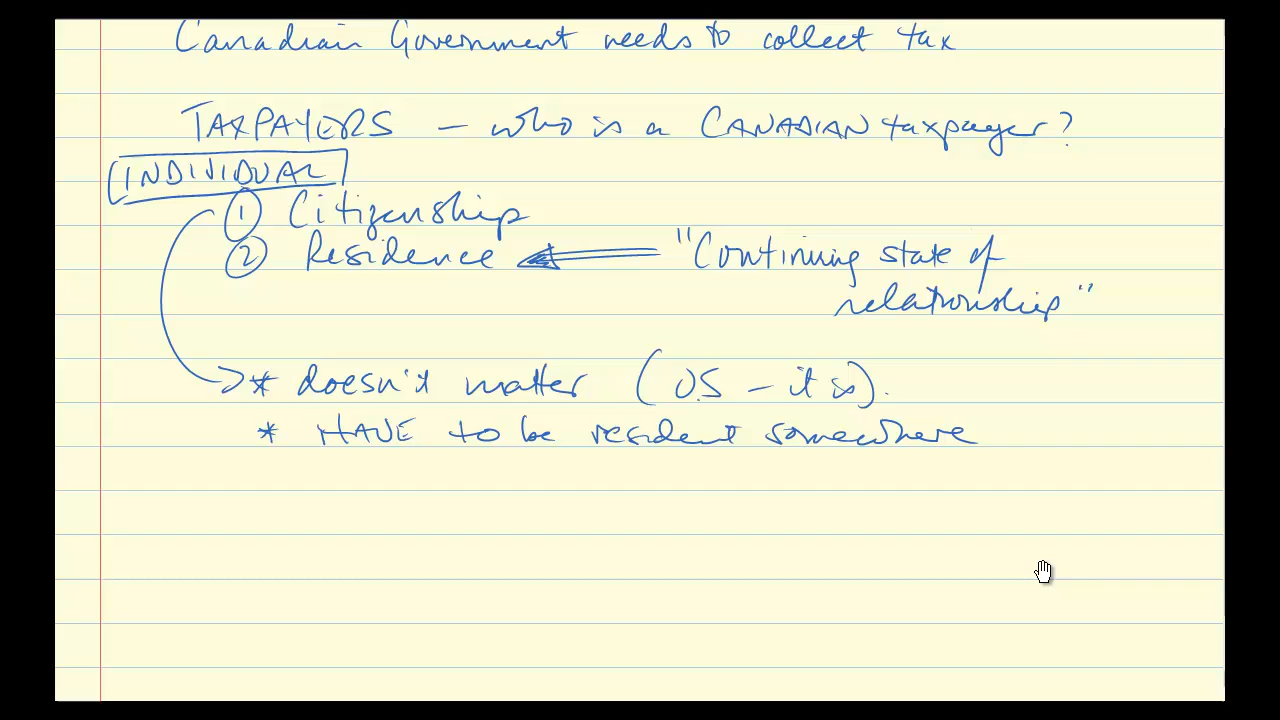 Canadian Government needs to collect tax
TAXPAYERS – who is a CANADIAN taxpayer?
INDIVIDUAL
① Citizenship
② Residence "Continuing state of
relationship"
* doesn't matter (US – it is).
* HAVE to be resident somewhere